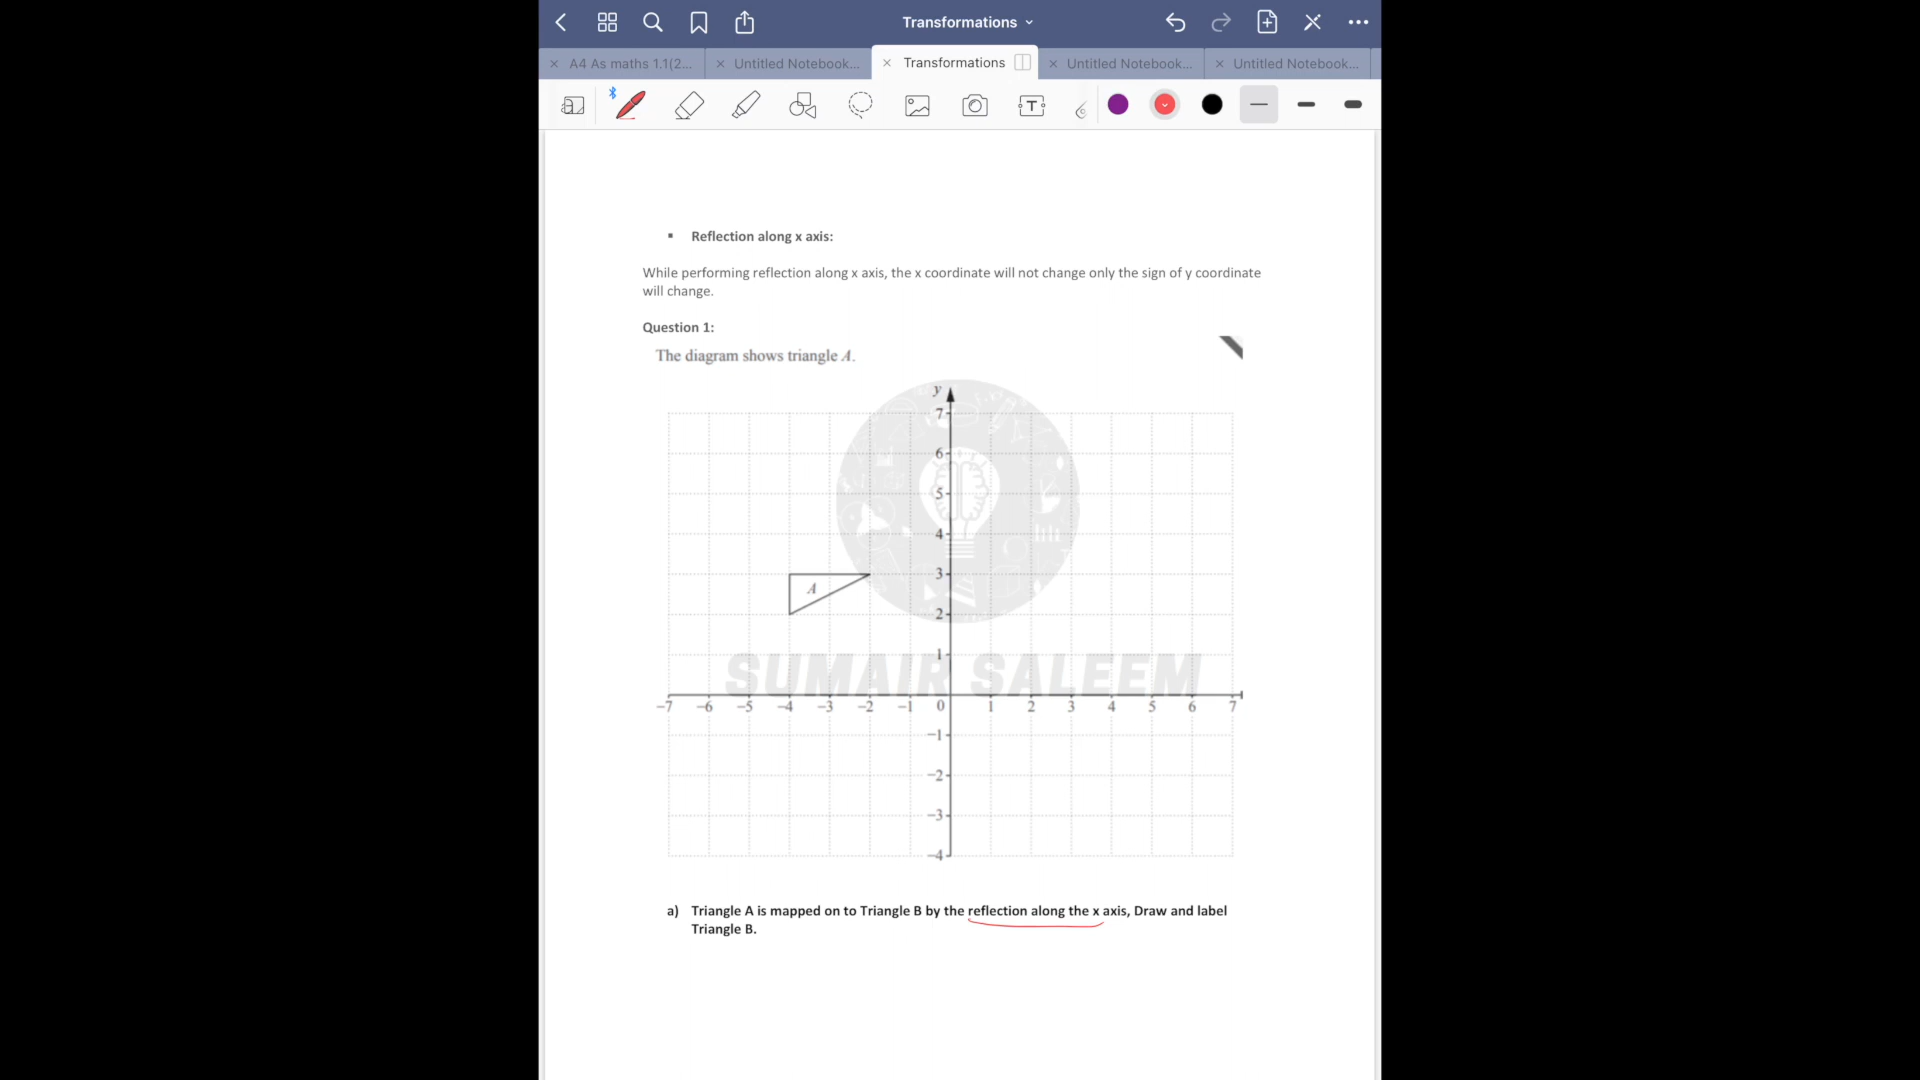 Transformations
A4 As maths 1.1(2...
Untitled Notebook...
Transformations
Untitled Notebook...
Untitled Notebook...
a
T
▪ Reflection along x axis:
While performing reflection along x axis, the x coordinate will not change only the sign of y coordinate
will change.
Question 1:
The diagram shows triangle A.
y
7
6
5
4
3
A
2
1
SUMAIR SALEEM
−7 −6 −5 −4 −3 −2 −1 0 1 2 3 4 5 6 7
−1
−2
−3
−4
a) Triangle A is mapped on to Triangle B by the reflection along the x axis, Draw and label
Triangle B.